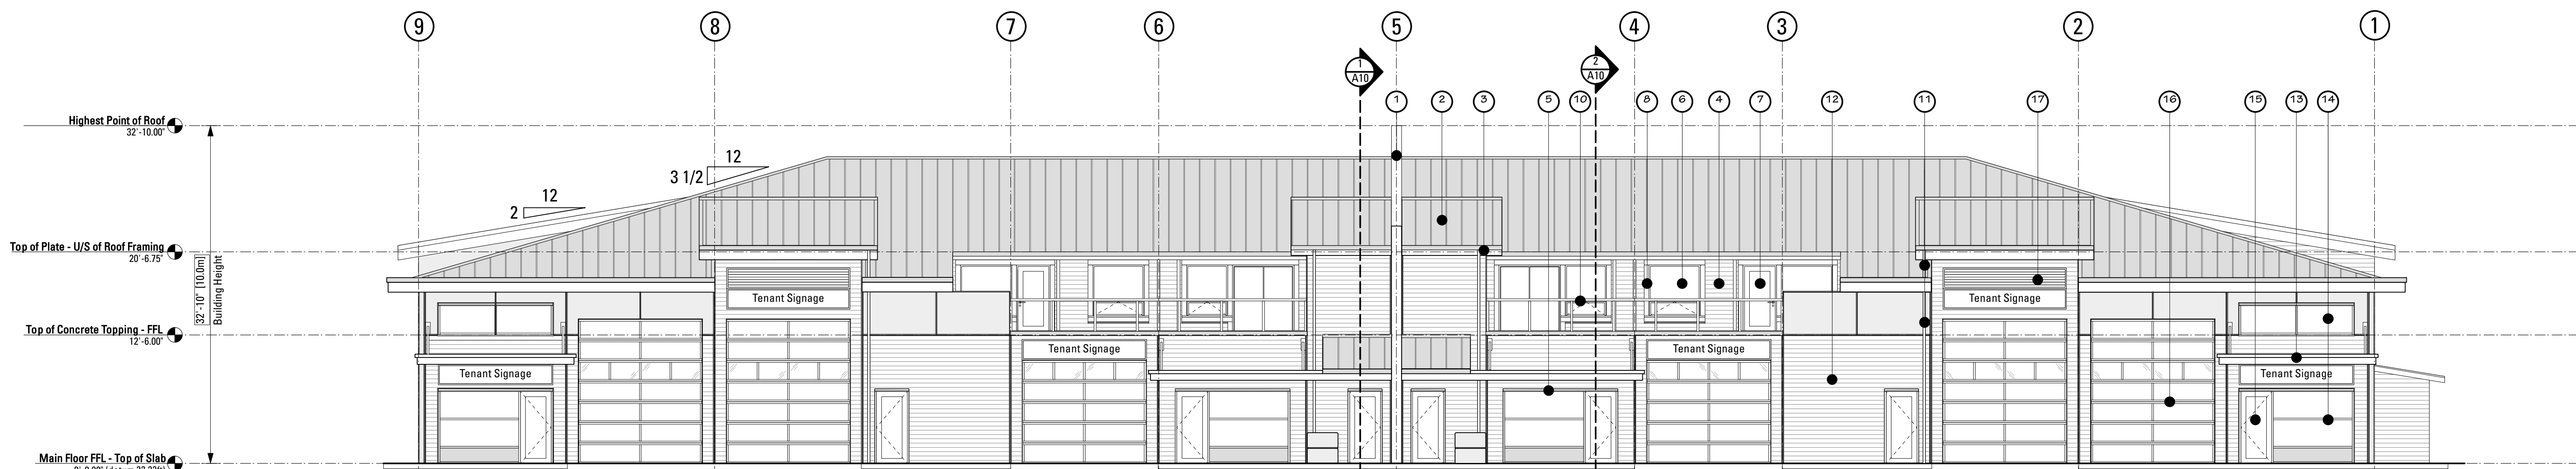 9 8 7 6 5 4 3 2 1
1
A10
2
A10
1 2 3 5 10 8 6 4 7 12 11 17 16 15 13 14
Highest Point of Roof
32'-10.00"
12
3 1/2
12
2
Top of Plate - U/S of Roof Framing
20'-6.75"
32'-10" [10.0m]
Building Height
Tenant Signage
Tenant Signage
Top of Concrete Topping - FFL
12'-6.00"
Tenant Signage
Tenant Signage
Tenant Signage
Tenant Signage
Main Floor FFL - Top of Slab